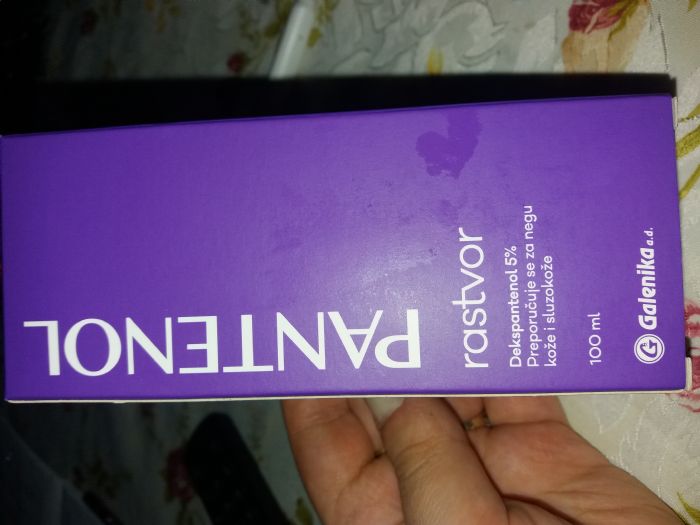 PANTENOL
rastvor
Dekspantenol 5%
Preporučuje se za negu
kože i sluzokože
100 ml
Galenika a.d.